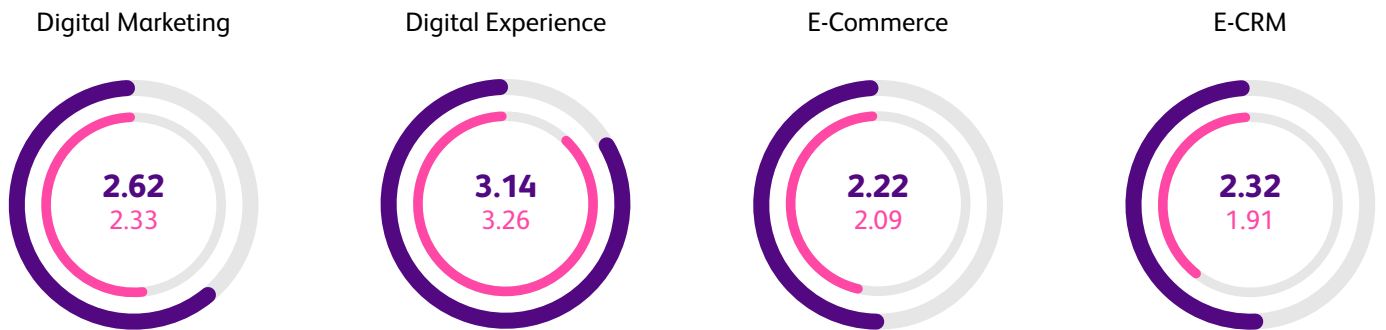 Digital Marketing
2.62
2.33
Digital Experience
3.14
3.26
E-Commerce
2.22
2.09
E-CRM
2.32
1.91